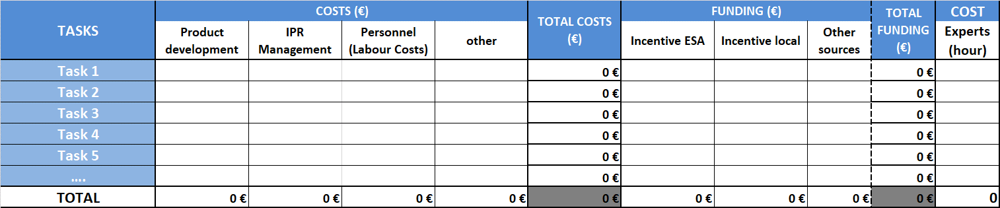 TASKS COSTS (€) TOTAL COSTS (€) FUNDING (€) TOTAL FUNDING (€) COST
Product development IPR Management Personnel (Labour Costs) other Incentive ESA Incentive local Other sources Experts (hour)
Task 1 0 € 0 €
Task 2 0 € 0 €
Task 3 0 € 0 €
Task 4 0 € 0 €
Task 5 0 € 0 €
.... 0 € 0 €
TOTAL 0 € 0 € 0 € 0 € 0 € 0 € 0 € 0 € 0 € 0